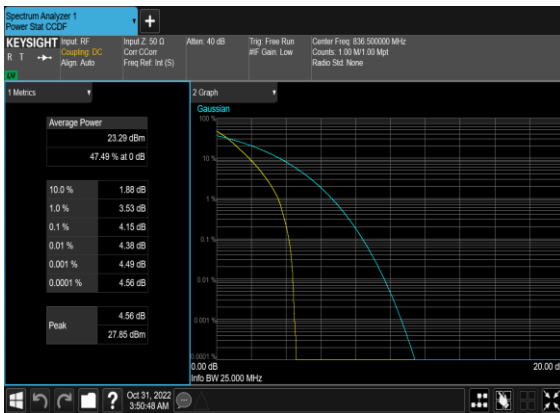 Spectrum Analyzer 1
Power Stat CCDF
+
KEYSIGHT
R T
LV
Input: RF
Coupling: DC
Align: Auto
Input Z: 50 Ω
Corr CCorr
Freq Ref: Int (S)
Atten: 40 dB
Trig: Free Run
#IF Gain: Low
Center Freq: 836.500000 MHz
Counts: 1.00 M/1.00 Mpt
Radio Std: None
1 Metrics
Average Power
23.29 dBm
47.49 % at 0 dB
10.0 % 1.88 dB
1.0 % 3.53 dB
0.1 % 4.15 dB
0.01 % 4.38 dB
0.001 % 4.49 dB
0.0001 % 4.56 dB
Peak
4.56 dB
27.85 dBm
2 Graph
Gaussian
100 %
10 %
1 %
0.1 %
0.01 %
0.001 %
0.0001 %
0.00 dB
20.00 d
Info BW 25.000 MHz
?
Oct 31, 2022
3:50:48 AM